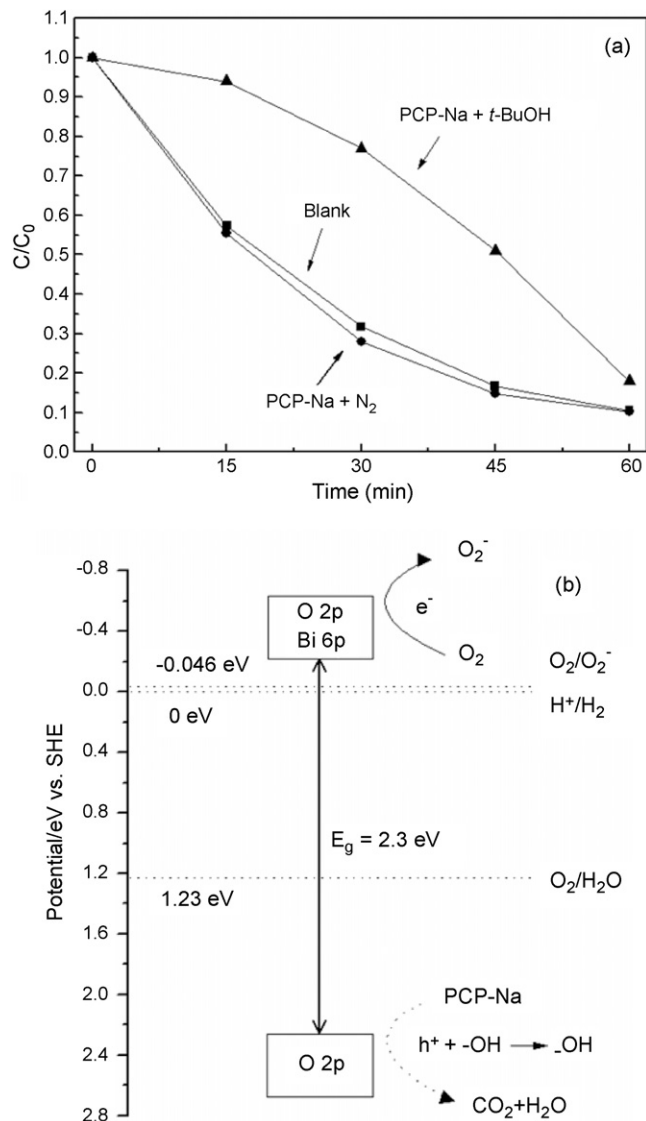 (a)
1.1
1.0
0.9
0.8
0.7
0.6
0.5
0.4
0.3
0.2
0.1
0.0
C/C₀
PCP-Na + t-BuOH
Blank
PCP-Na + N₂
0 15 30 45 60
Time (min)
(b)
-0.8
-0.4
0.0
0.4
0.8
1.2
1.6
2.0
2.4
2.8
Potential/eV vs. SHE
O₂⁻
O 2p
Bi 6p
e⁻
O₂
O₂/O₂⁻
-0.046 eV
H⁺/H₂
0 eV
E_g = 2.3 eV
O₂/H₂O
1.23 eV
PCP-Na
O 2p
h⁺ + -OH → -OH
CO₂+H₂O